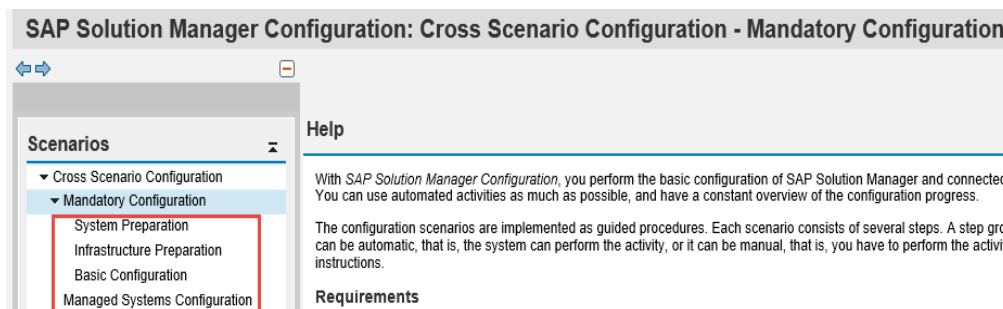 SAP Solution Manager Configuration: Cross Scenario Configuration - Mandatory Configuration
Scenarios
Cross Scenario Configuration
Mandatory Configuration
System Preparation
Infrastructure Preparation
Basic Configuration
Managed Systems Configuration
Help
With SAP Solution Manager Configuration, you perform the basic configuration of SAP Solution Manager and connected
You can use automated activities as much as possible, and have a constant overview of the configuration progress.
The configuration scenarios are implemented as guided procedures. Each scenario consists of several steps. A step
can be automatic, that is, the system can perform the activity, or it can be manual, that is, you have to perform the
instructions.
Requirements